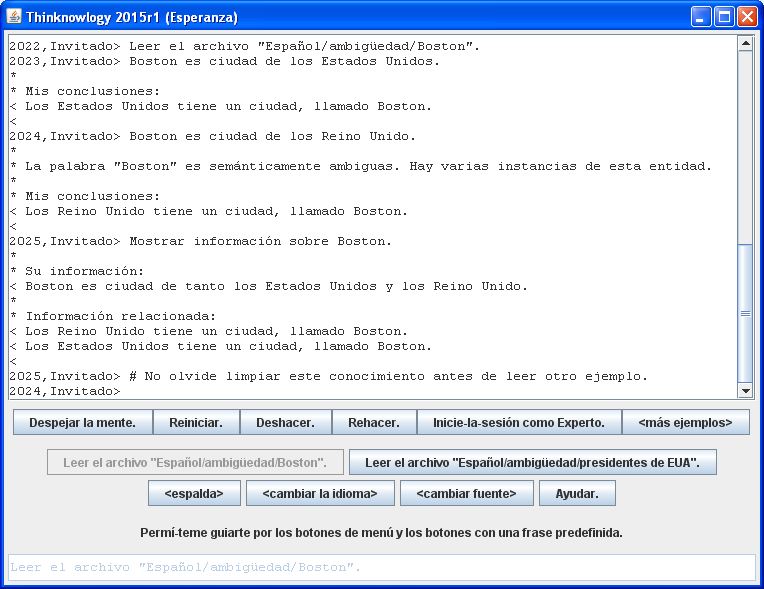 Thinknowlogy 2015r1 (Esperanza)
2022,Invitado> Leer el archivo "Español/ambigüedad/Boston".
2023,Invitado> Boston es ciudad de los Estados Unidos.
*
* Mis conclusiones:
< Los Estados Unidos tiene un ciudad, llamado Boston.
<
2024,Invitado> Boston es ciudad de los Reino Unido.
*
* La palabra "Boston" es semánticamente ambiguas. Hay varias instancias de esta entidad.
*
* Mis conclusiones:
< Los Reino Unido tiene un ciudad, llamado Boston.
<
2025,Invitado> Mostrar información sobre Boston.
*
* Su información:
< Boston es ciudad de tanto los Estados Unidos y los Reino Unido.
*
* Información relacionada:
< Los Reino Unido tiene un ciudad, llamado Boston.
< Los Estados Unidos tiene un ciudad, llamado Boston.
<
2025,Invitado> # No olvide limpiar este conocimiento antes de leer otro ejemplo.
2024,Invitado>
Despejar la mente. Reiniciar. Deshacer. Rehacer. Inicie-la-sesión como Experto. <más ejemplos>
Leer el archivo "Español/ambigüedad/Boston". Leer el archivo "Español/ambigüedad/presidentes de EUA".
<espalda> <cambiar la idioma> <cambiar fuente> Ayudar.
Permí-teme guiarte por los botones de menú y los botones con una frase predefinida.
Leer el archivo "Español/ambigüedad/Boston".